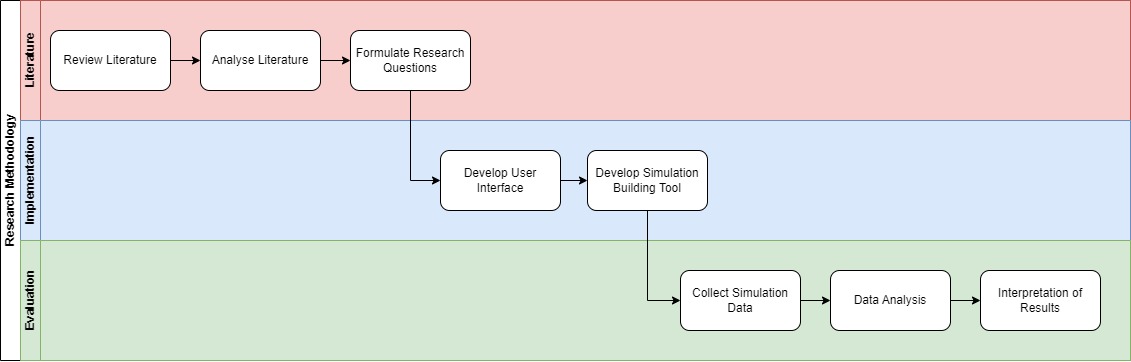 Research Methodology
Literature
Review Literature
Analyse Literature
Formulate Research
Questions
Implementation
Develop User
Interface
Develop Simulation
Building Tool
Evaluation
Collect Simulation
Data
Data Analysis
Interpretation of
Results